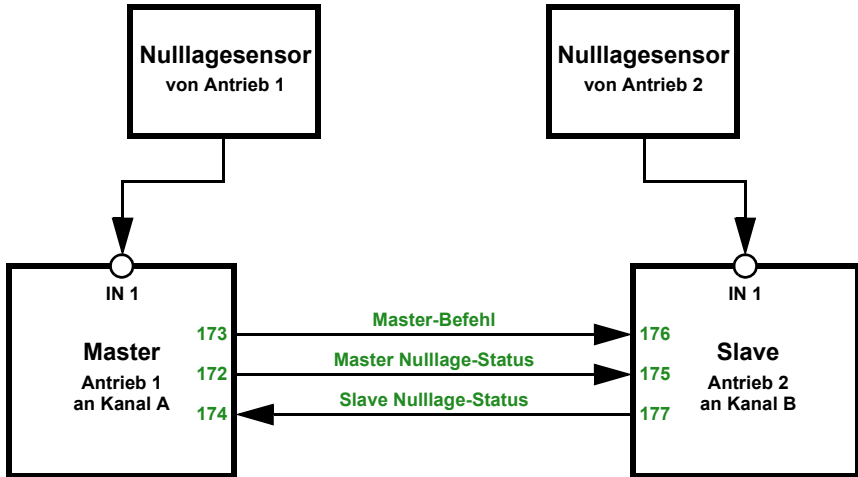 Nulllagesensor
von Antrieb 1
Nulllagesensor
von Antrieb 2
IN 1
IN 1
173
Master-Befehl
176
Master
Antrieb 1
an Kanal A
172
Master Nulllage-Status
175
Slave
Antrieb 2
an Kanal B
174
Slave Nulllage-Status
177